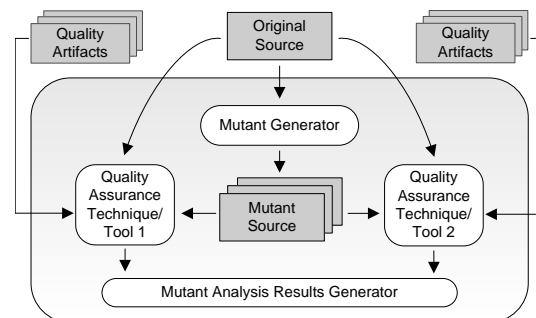 Quality
Artifacts
Original
Source
Quality
Artifacts
Mutant Generator
Quality
Assurance
Technique/
Tool 1
Mutant
Source
Quality
Assurance
Technique/
Tool 2
Mutant Analysis Results Generator